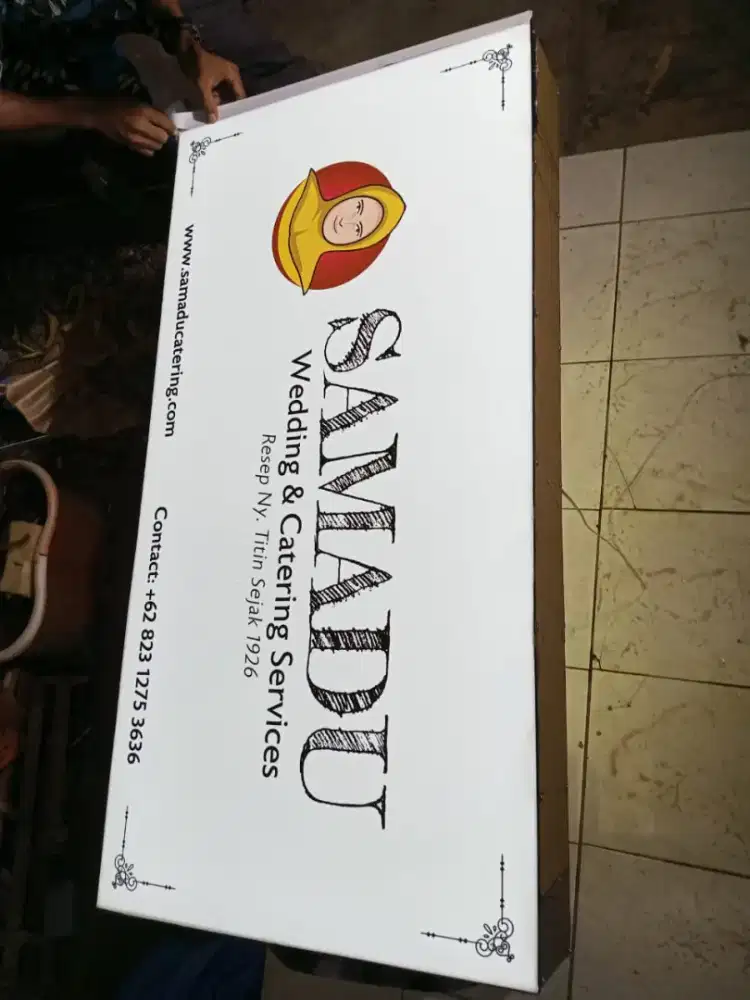 SAMADU
Wedding & Catering Services
Resep Ny. Titin Sejak 1926
www.samaducatering.com
Contact: +62 823 1275 3636